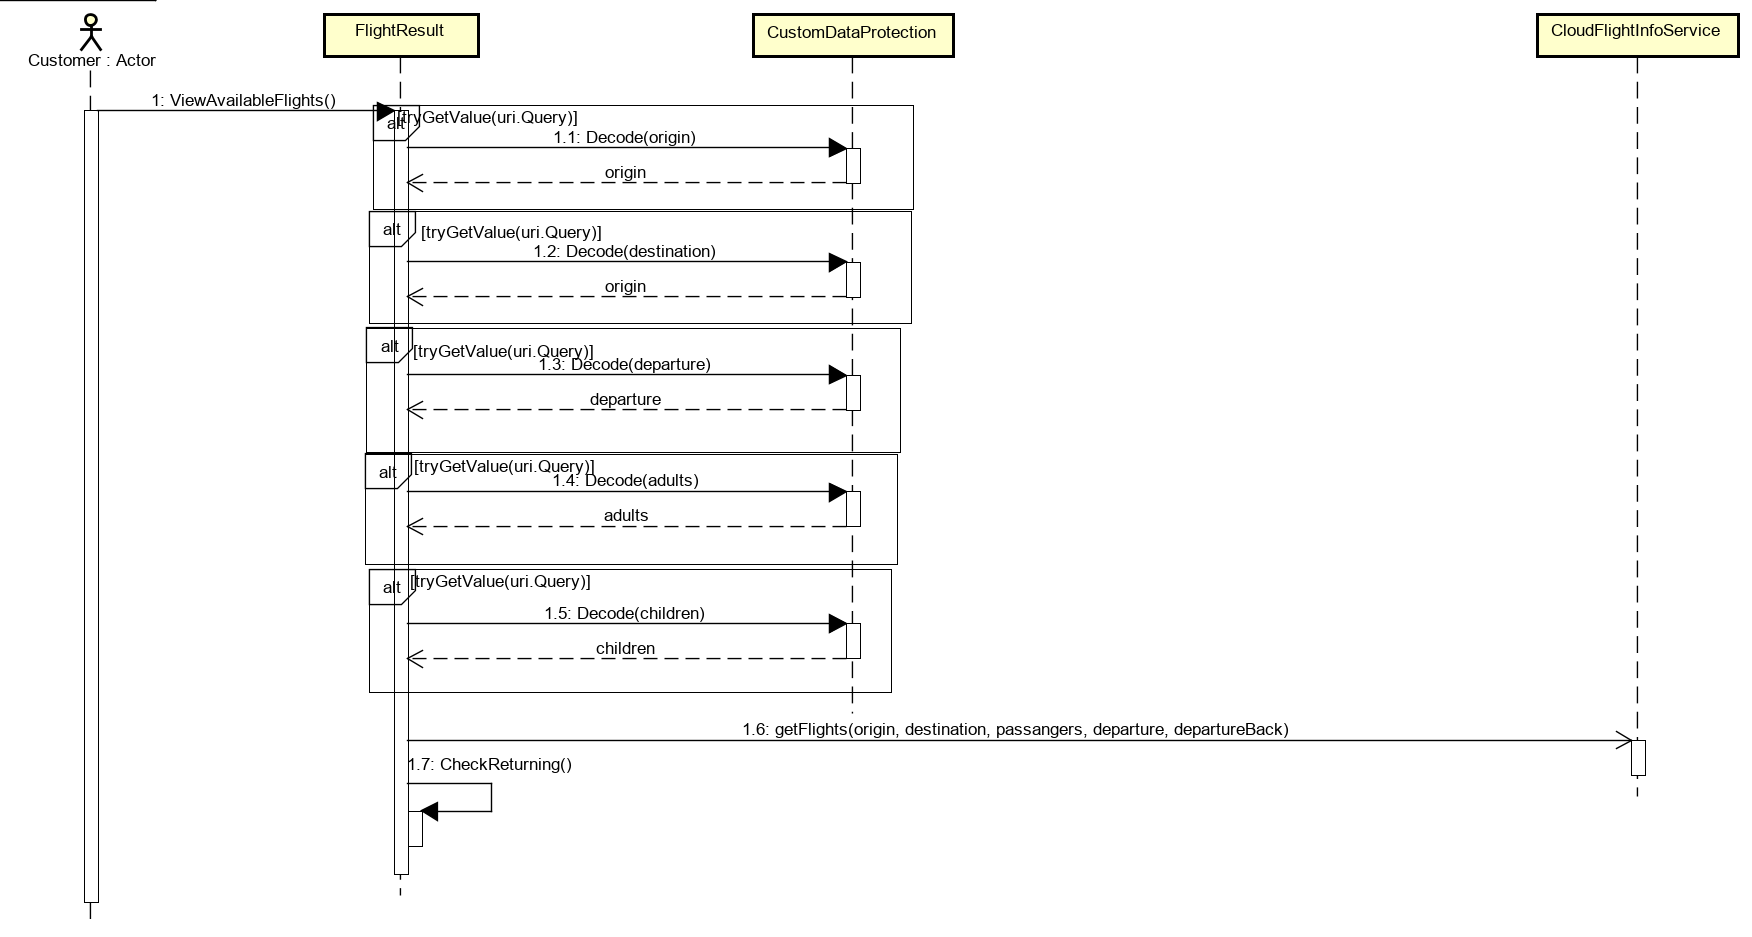 Customer : Actor
FlightResult
CustomDataProtection
CloudFlightInfoService
1: ViewAvailableFlights()
alt
[tryGetValue(uri.Query)]
1.1: Decode(origin)
origin
alt
[tryGetValue(uri.Query)]
1.2: Decode(destination)
origin
alt
[tryGetValue(uri.Query)]
1.3: Decode(departure)
departure
alt
[tryGetValue(uri.Query)]
1.4: Decode(adults)
adults
alt
[tryGetValue(uri.Query)]
1.5: Decode(children)
children
1.6: getFlights(origin, destination, passangers, departure, departureBack)
1.7: CheckReturning()